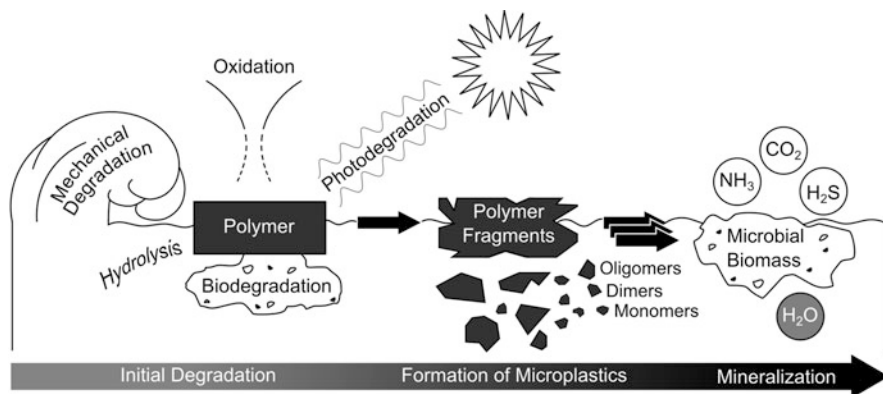 Oxidation
Mechanical
Degradation
Photodegradation
Hydrolysis
Polymer
Biodegradation
Polymer
Fragments
Oligomers
Dimers
Monomers
NH₃
CO₂
H₂S
Microbial
Biomass
H₂O
Initial Degradation
Formation of Microplastics
Mineralization